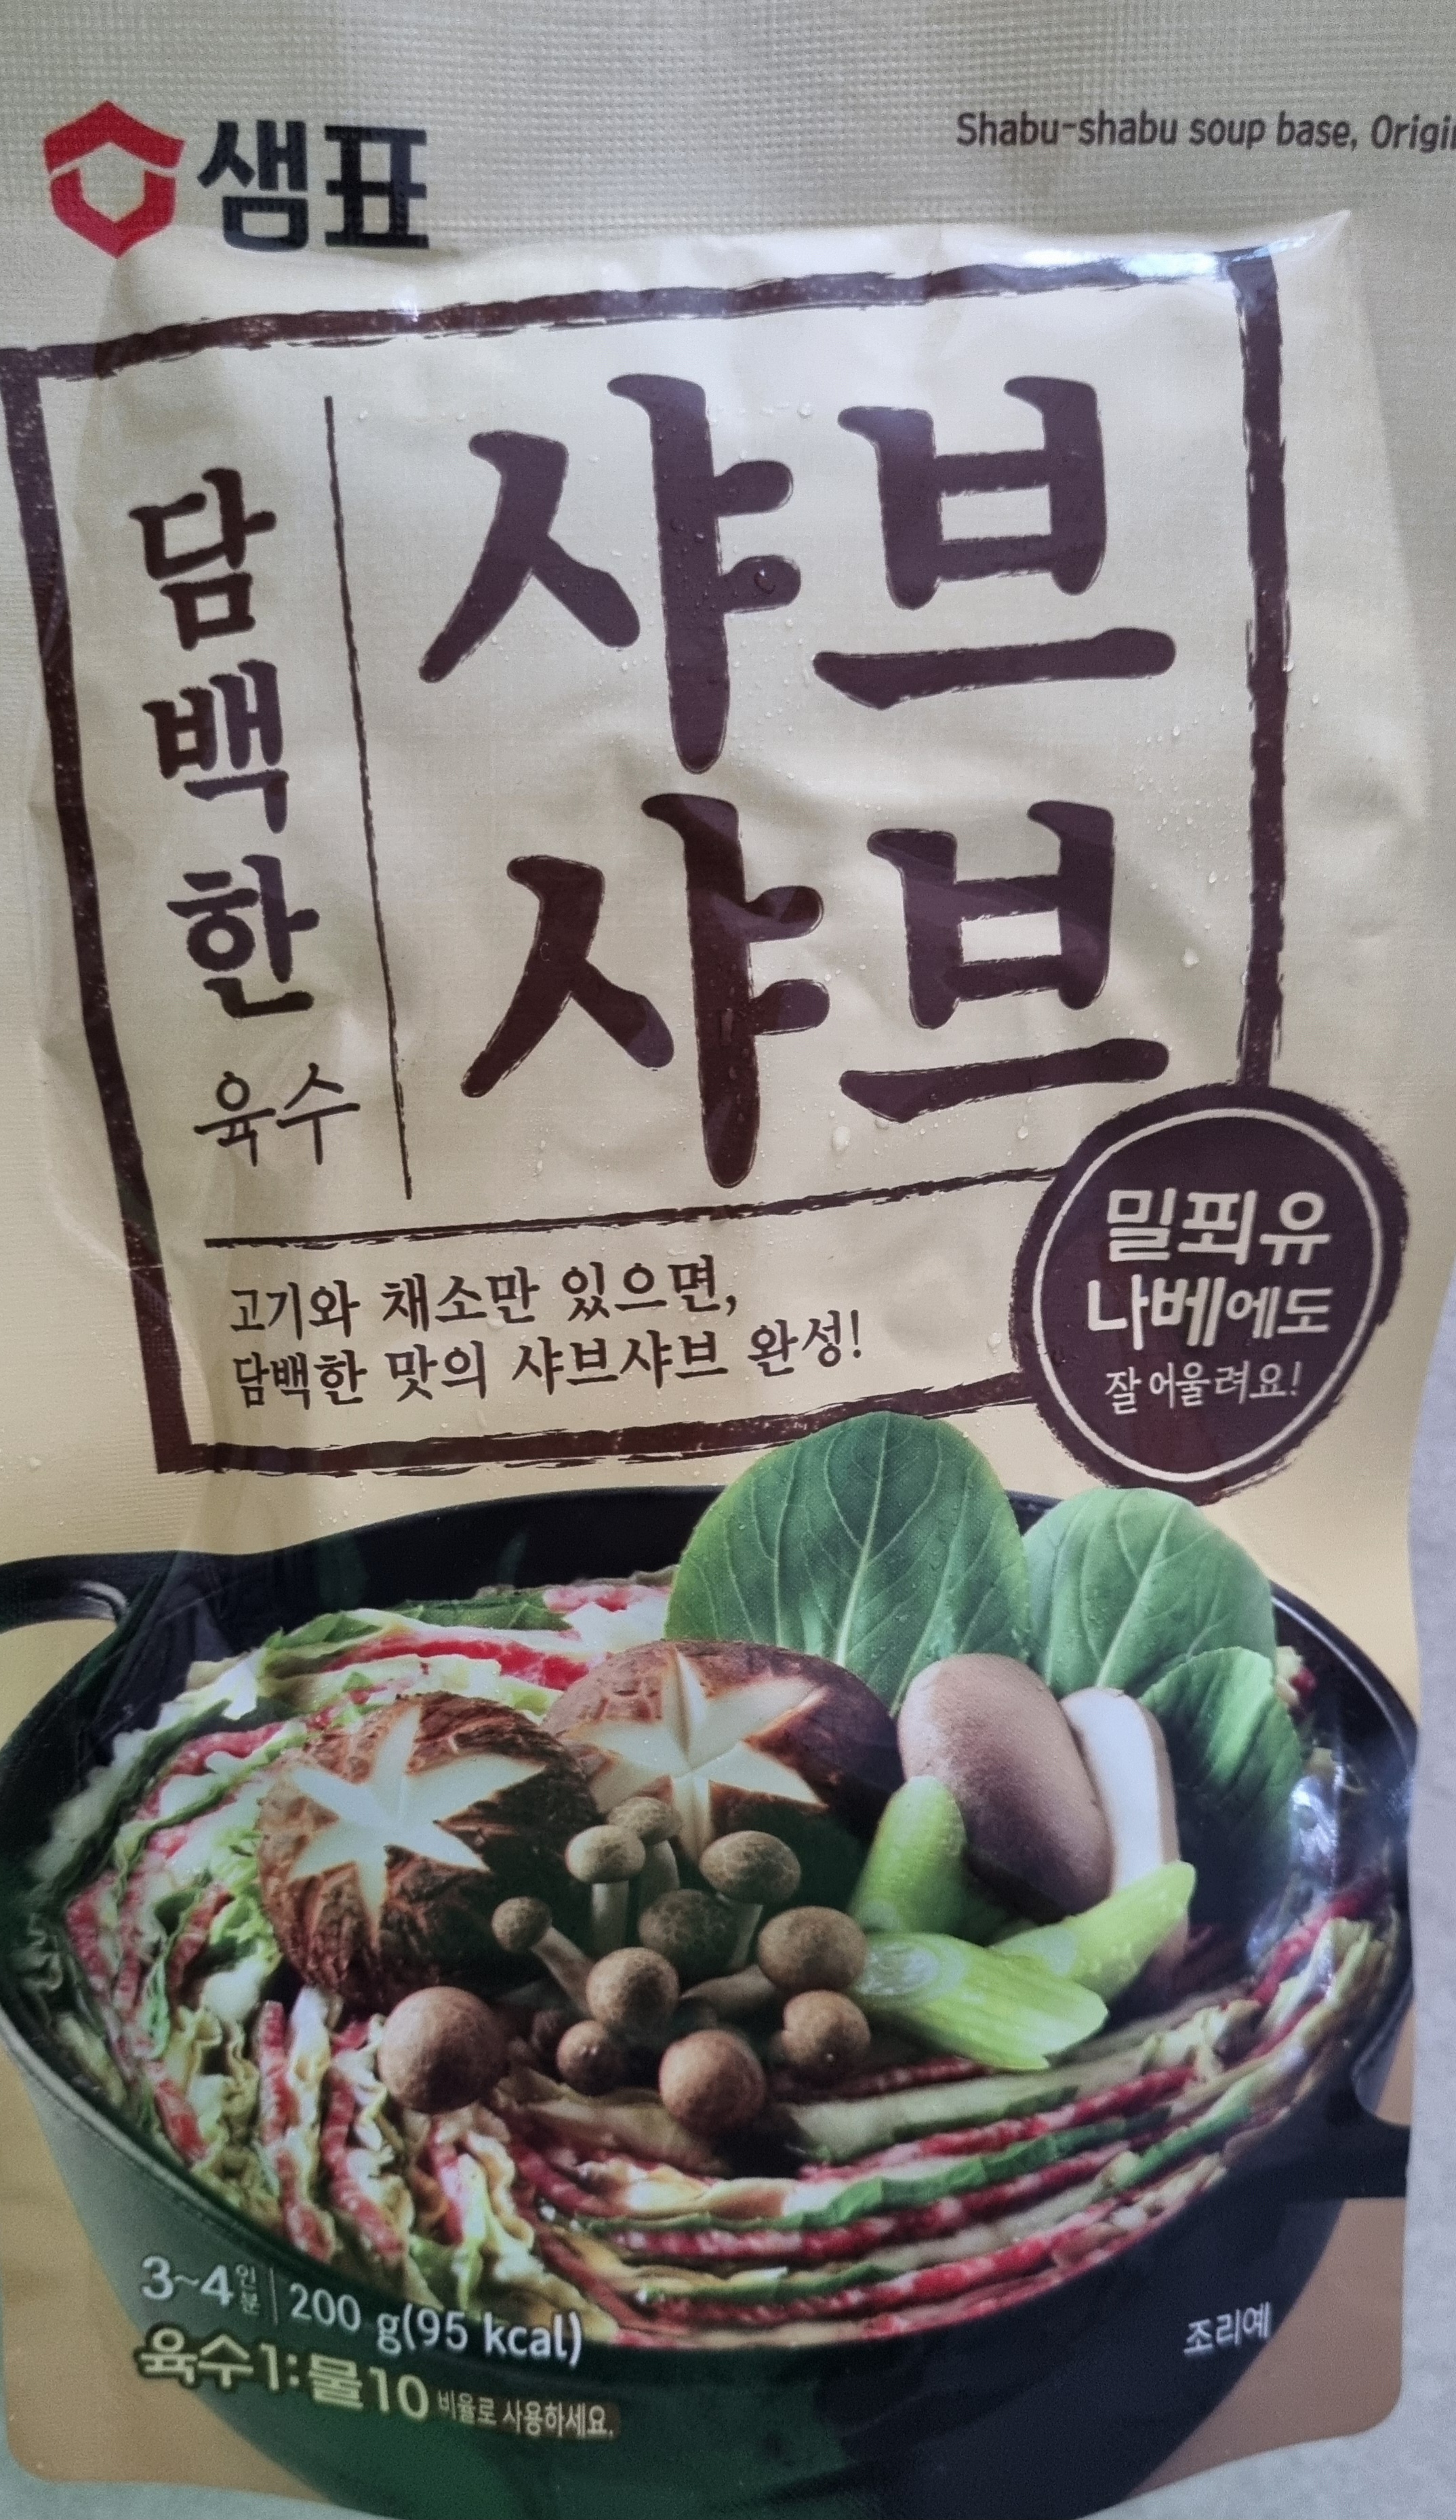 샘표
Shabu-shabu soup base,
담백한
육수
샤브
샤브
고기와 채소만 있으면,
담백한 맛의 샤브샤브 완성!
밀푀유
나베에도
잘 어울려요!
3~4인분 200 g(95 kcal)
육수1:물10 비율로 사용하세요.
조리예